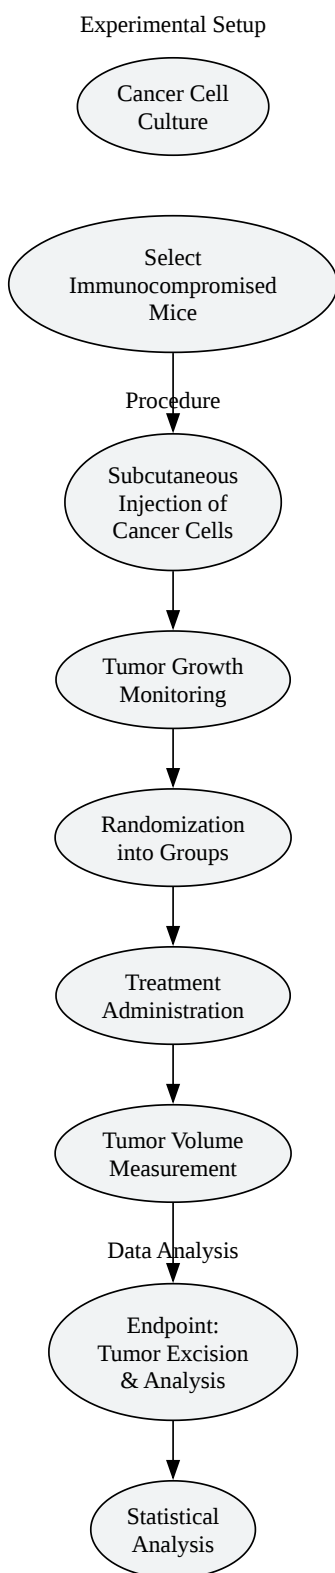 Experimental Setup
Cancer Cell
Culture
Select
Immunocompromised
Mice
Procedure
Subcutaneous
Injection of
Cancer Cells
Tumor Growth
Monitoring
Randomization
into Groups
Treatment
Administration
Tumor Volume
Measurement
Data Analysis
Endpoint:
Tumor Excision
& Analysis
Statistical
Analysis